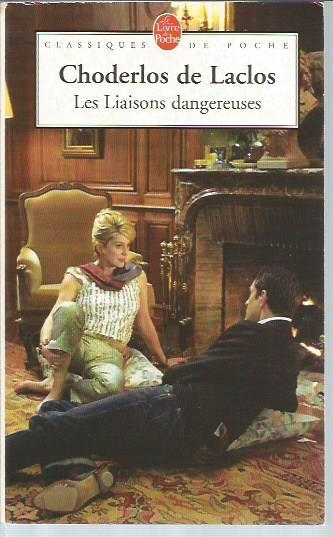 Le Livre
de Poche
CLASSIQUES DE POCHE
Choderlos de Laclos
Les Liaisons dangereuses